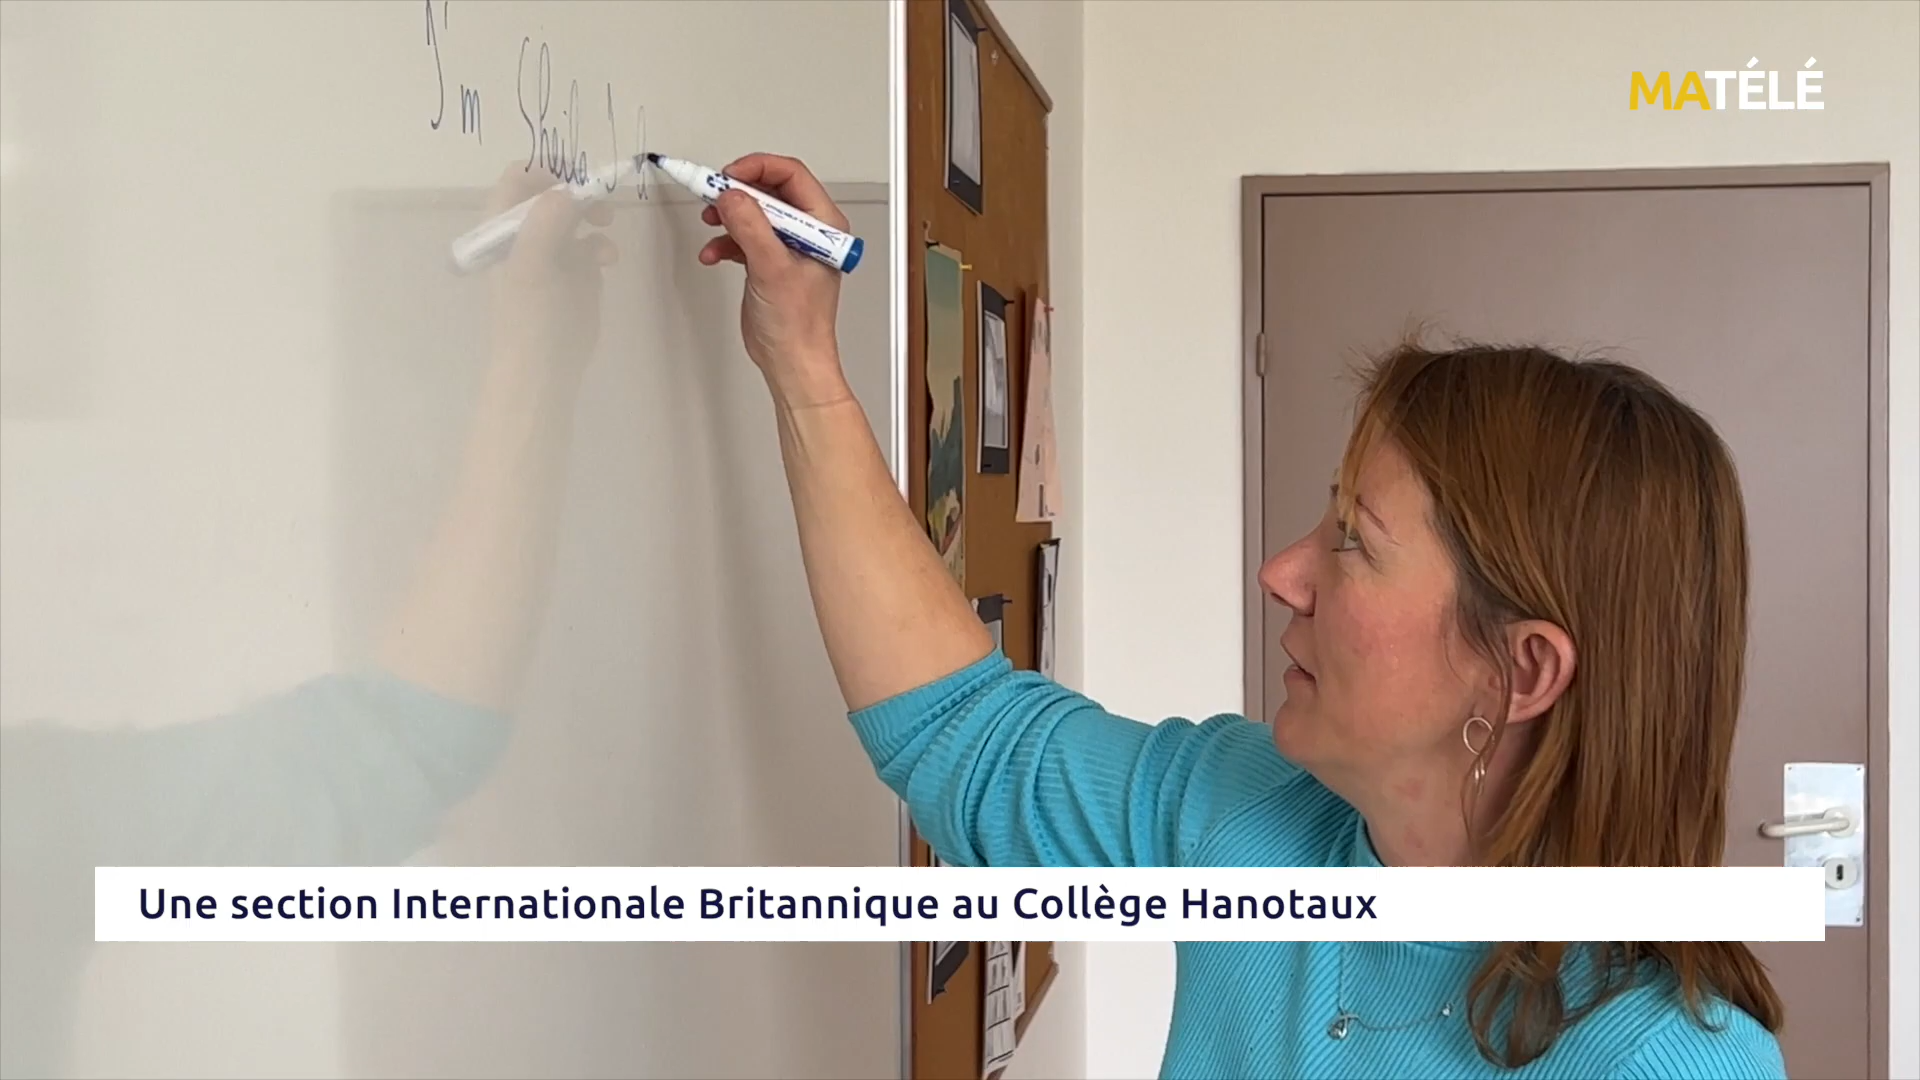 I'm Sheila. I
MATÉLÉ
Une section Internationale Britannique au Collège Hanotaux